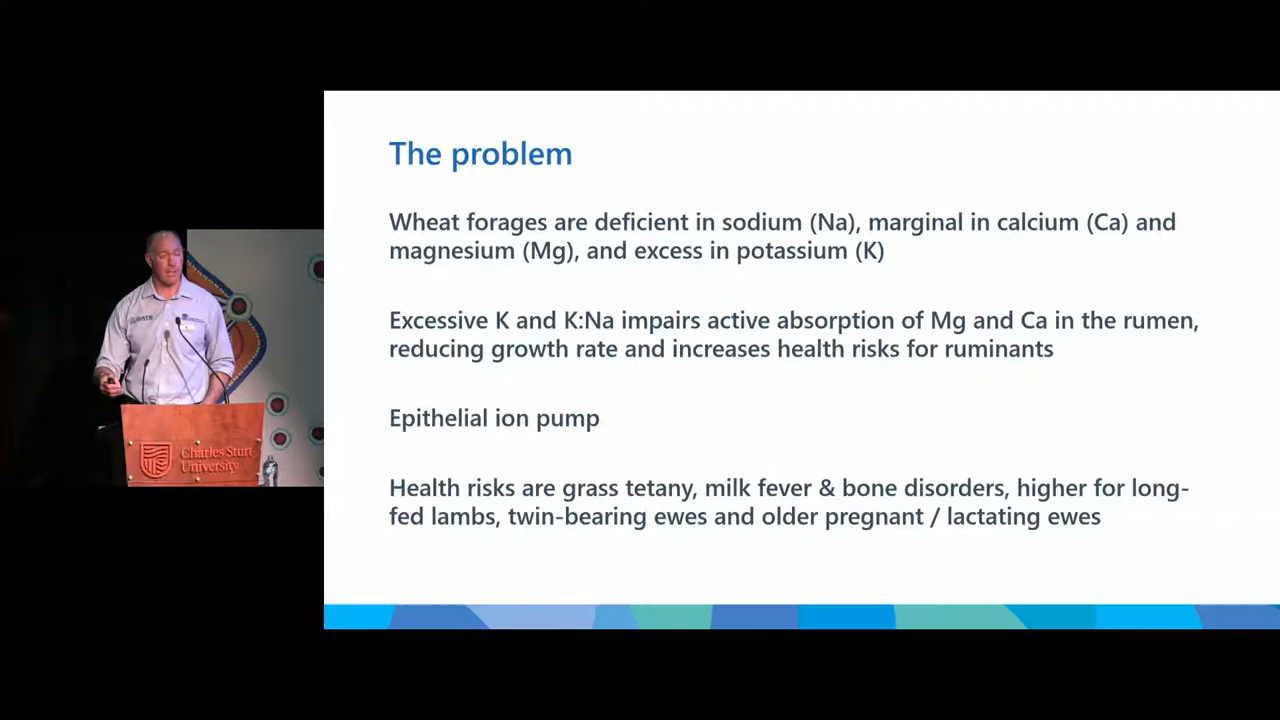 The problem
Wheat forages are deficient in sodium (Na), marginal in calcium (Ca) and
magnesium (Mg), and excess in potassium (K)
Excessive K and K:Na impairs active absorption of Mg and Ca in the rumen,
reducing growth rate and increases health risks for ruminants
Epithelial ion pump
Health risks are grass tetany, milk fever & bone disorders, higher for long-
fed lambs, twin-bearing ewes and older pregnant / lactating ewes
Charles Sturt
University